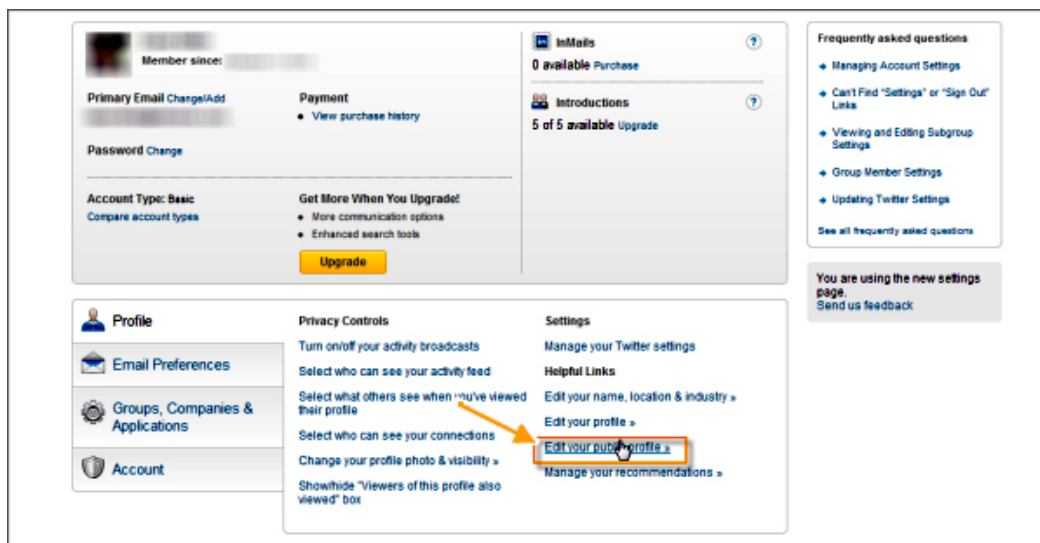 Member since:
Primary Email Change/Add
Password Change
Payment
• View purchase history
Account Type: Basic
Compare account types
Get More When You Upgrade!
• More communication options
• Enhanced search tools
Upgrade
InMails
?
0 available Purchase
Introductions
?
5 of 5 available Upgrade
Frequently asked questions
Managing Account Settings
Can't Find "Settings" or "Sign Out"
Links
Viewing and Editing Subgroup
Settings
Group Member Settings
Updating Twitter Settings
See all frequently asked questions
You are using the new settings
page.
Send us feedback
Profile
Email Preferences
Groups, Companies &
Applications
Account
Privacy Controls
Turn on/off your activity broadcasts
Select who can see your activity feed
Select what others see when you've viewed
their profile
Select who can see your connections
Change your profile photo & visibility »
Show/hide "Viewers of this profile also
viewed" box
Settings
Manage your Twitter settings
Helpful Links
Edit your name, location & industry »
Edit your profile »
Edit your public profile »
Manage your recommendations »